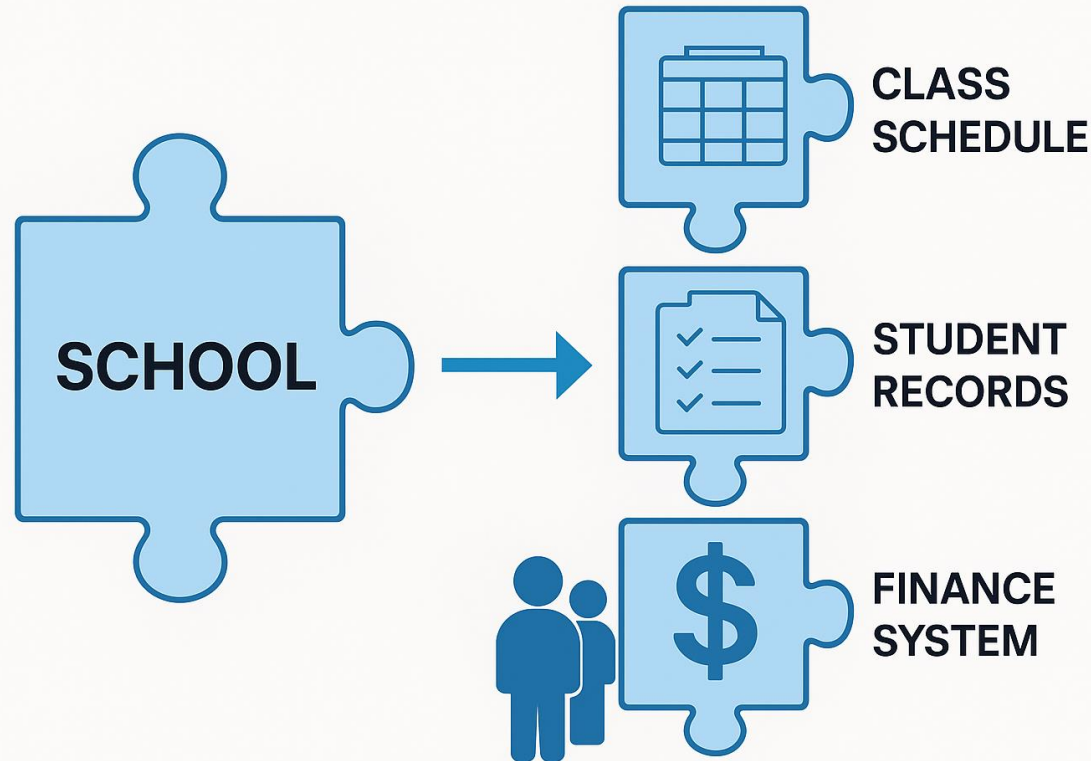 SCHOOL
CLASS
SCHEDULE
STUDENT
RECORDS
$
FINANCE
SYSTEM